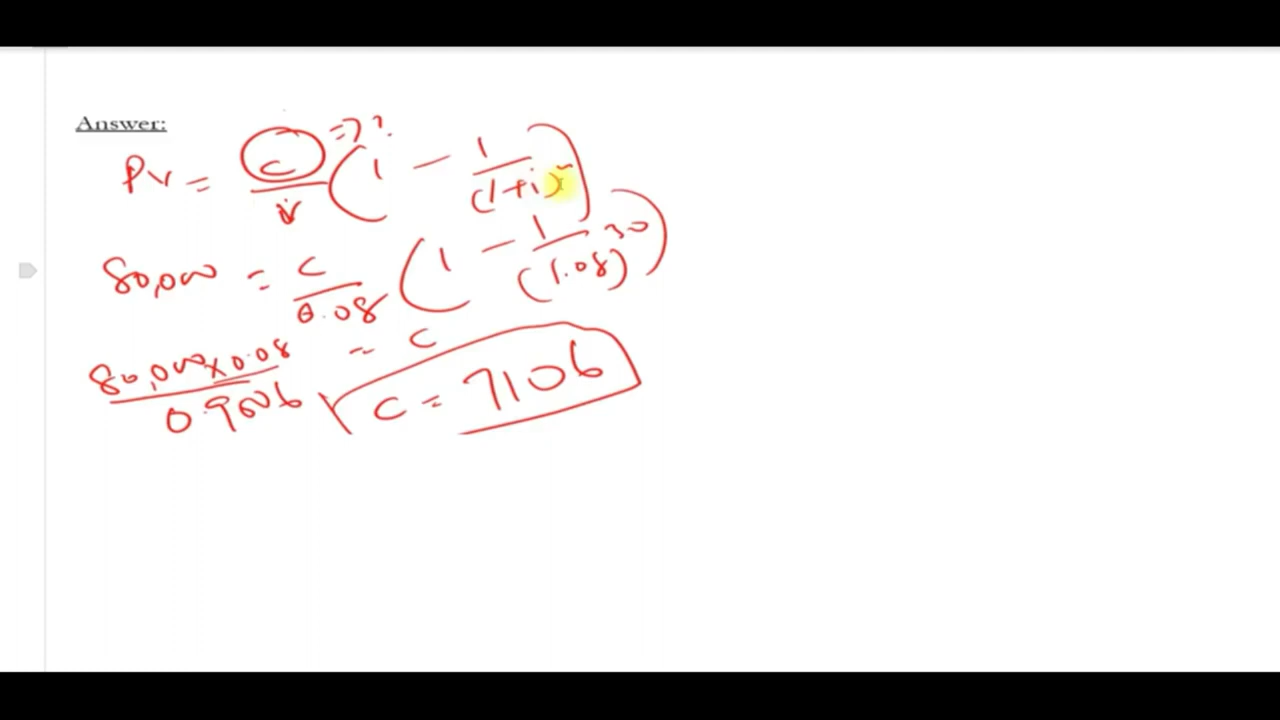 Answer:
PV = C/i (1 - 1/(1+i)^n) =??
80,000 = C/0.08 (1 - 1/(1.08)^30)
80,000 x 0.08/0.9006 = C
C = 7106